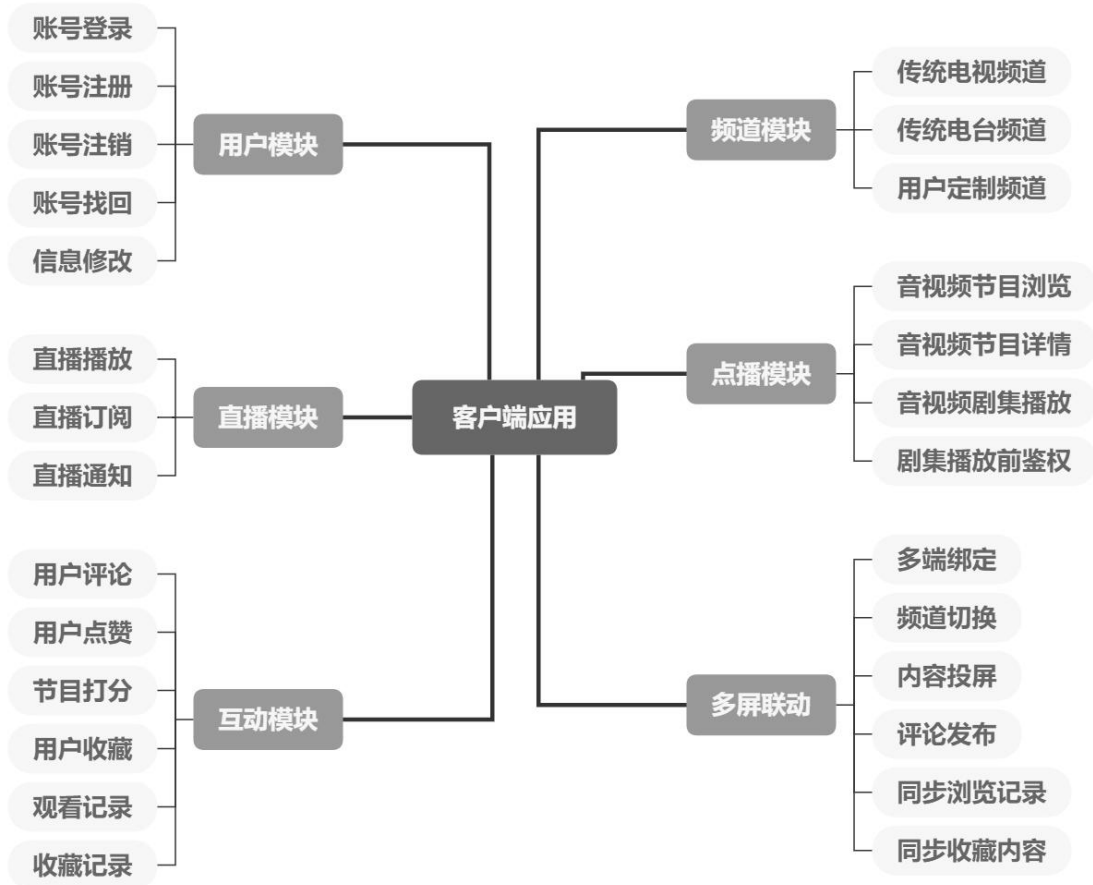 账号登录
账号注册
账号注销
账号找回
信息修改
用户模块
直播播放
直播订阅
直播通知
直播模块
用户评论
用户点赞
节目打分
用户收藏
观看记录
收藏记录
互动模块
客户端应用
频道模块
传统电视频道
传统电台频道
用户定制频道
点播模块
音视频节目浏览
音视频节目详情
音视频剧集播放
剧集播放前鉴权
多屏联动
多端绑定
频道切换
内容投屏
评论发布
同步浏览记录
同步收藏内容